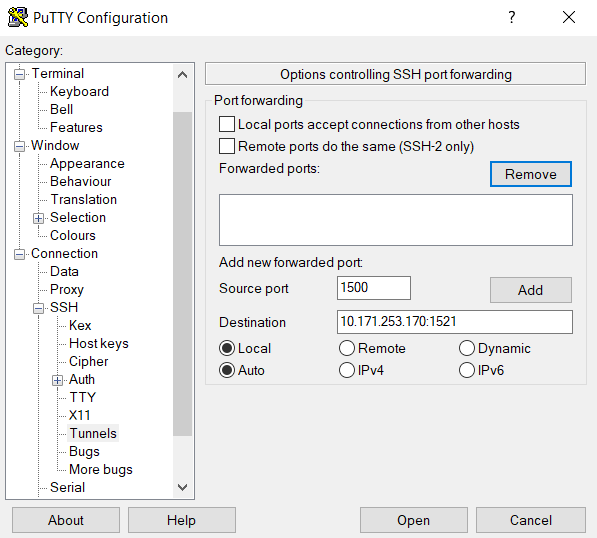 PuTTY Configuration
Category:
Terminal
Keyboard
Bell
Features
Window
Appearance
Behaviour
Translation
Selection
Colours
Connection
Data
Proxy
SSH
Kex
Host keys
Cipher
Auth
TTY
X11
Tunnels
Bugs
More bugs
Serial
Options controlling SSH port forwarding
Port forwarding
Local ports accept connections from other hosts
Remote ports do the same (SSH-2 only)
Forwarded ports:
Remove
Add new forwarded port:
Source port
1500
Add
Destination
10.171.253.170:1521
Local
Remote
Dynamic
Auto
IPv4
IPv6
About
Help
Open
Cancel